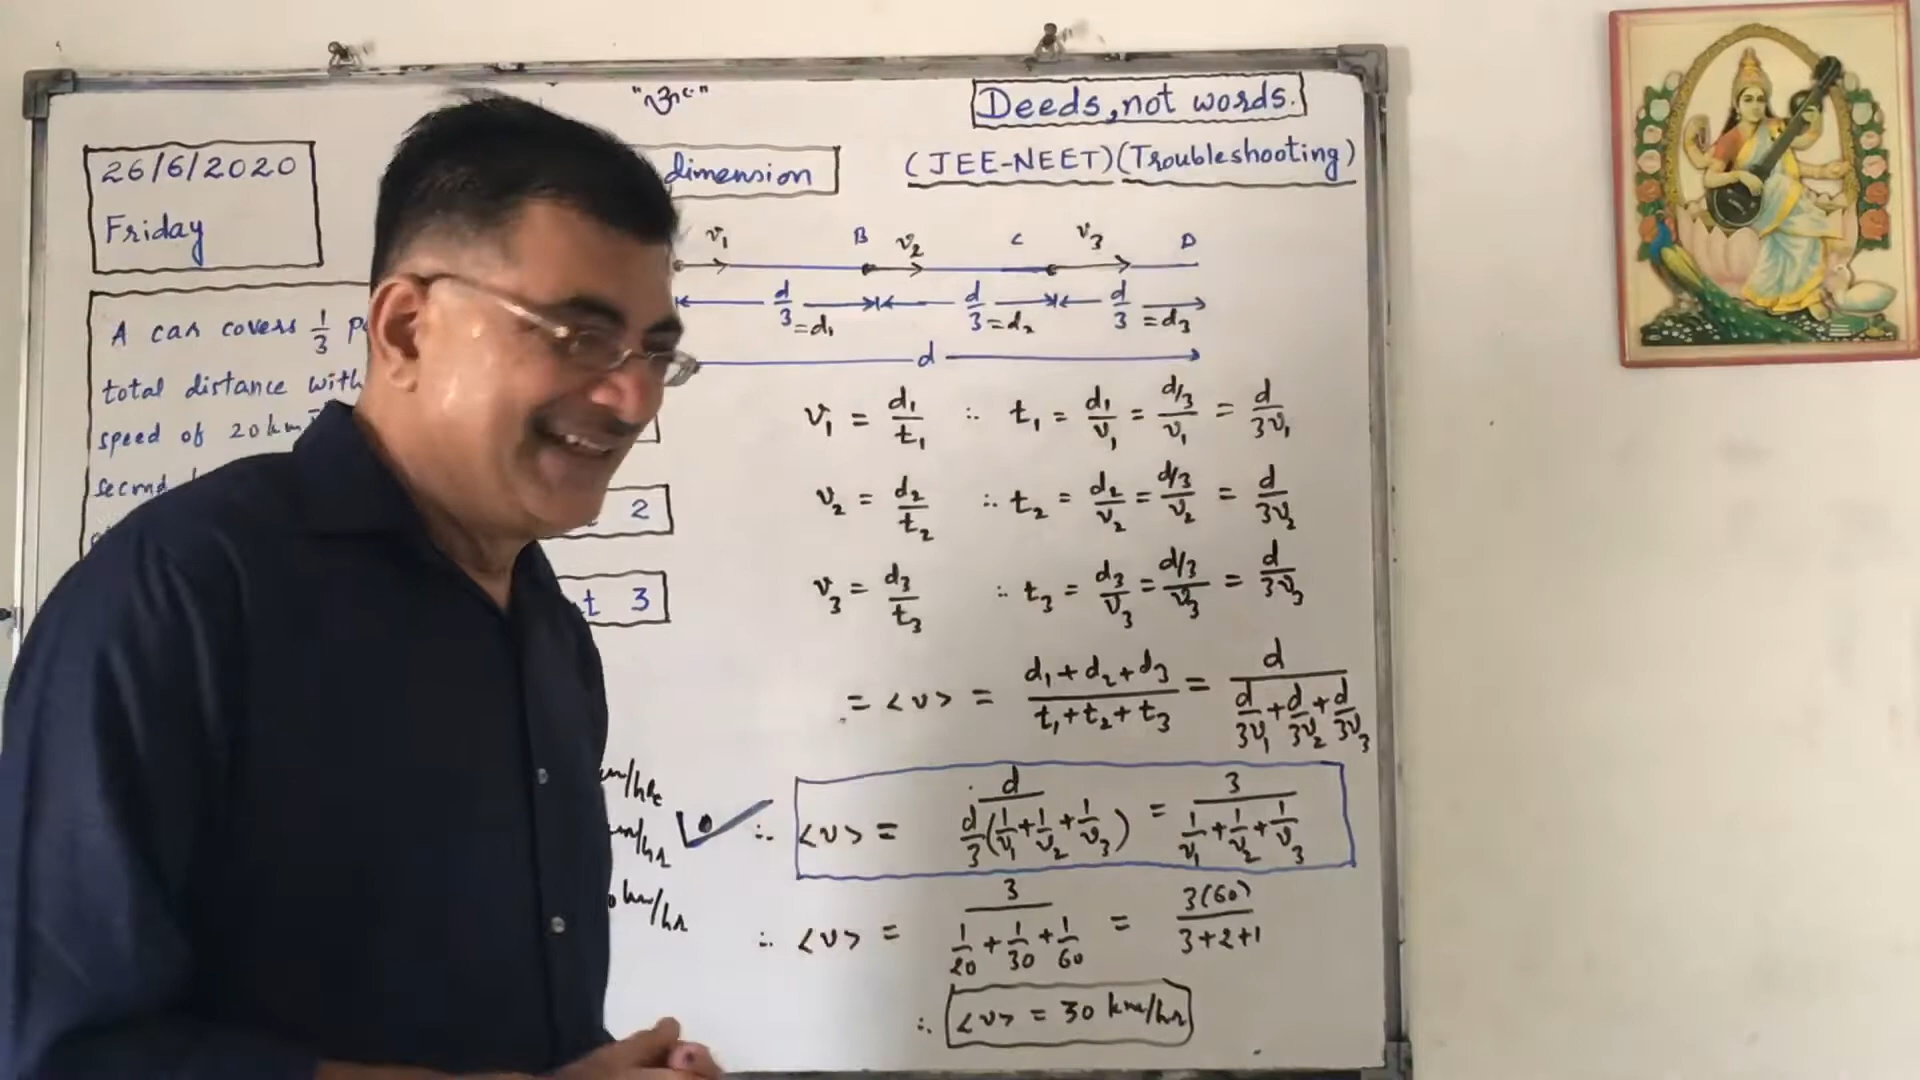 "ૐ"
Deeds, not words.
26/6/2020
Friday
dimension
(JEE-NEET) (Troubleshooting)
v₁ B v₂ C v₃ D
d/3 = d₁ d/3 = d₂ d/3 = d₃
d
A car covers 1/3
total distance with
speed of 20 km
second
2
t 3
v₁ = d₁/t₁ ∴ t₁ = d₁/v₁ = (d/3)/v₁ = d/3v₁
v₂ = d₂/t₂ ∴ t₂ = d₂/v₂ = (d/3)/v₂ = d/3v₂
v₃ = d₃/t₃ ∴ t₃ = d₃/v₃ = (d/3)/v₃ = d/3v₃
= <v> = (d₁+d₂+d₃)/(t₁+t₂+t₃) = d/(d/3v₁ + d/3v₂ + d/3v₃)
∴ <v> = d/(d/3(1/v₁+1/v₂+1/v₃)) = 3/(1/v₁+1/v₂+1/v₃)
km/hr
∴ <v> = 3/(1/20+1/30+1/60) = 3(60)/(3+2+1)
∴ <v> = 30 km/hr